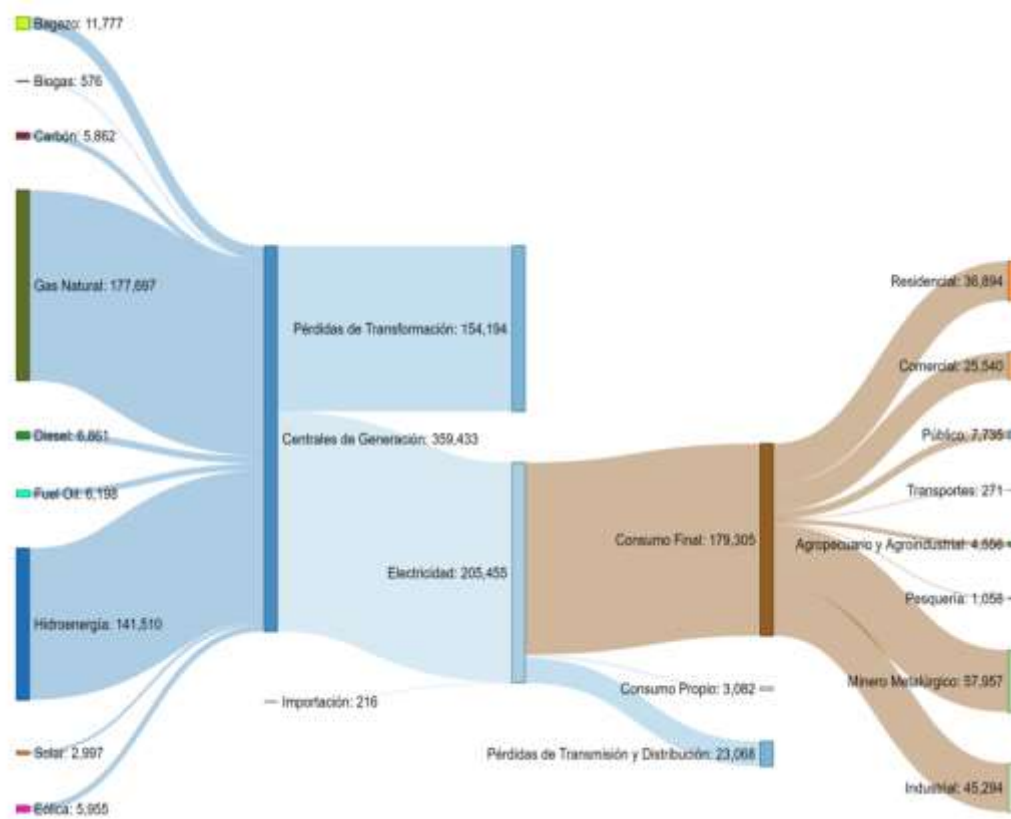 Bagazo: 11,777
Biogas: 576
Carbón: 5,862
Gas Natural: 177,697
Diesel: 6,861
Fuel Oil: 6,198
Hidroenergía: 141,510
Solar: 2,997
Eólica: 5,955
Centrales de Generación: 359,433
Importación: 216
Pérdidas de Transformación: 154,194
Electricidad: 205,455
Consumo Final: 179,305
Consumo Propio: 3,082
Pérdidas de Transmisión y Distribución: 23,068
Residencial: 36,894
Comercial: 25,540
Público: 7,735
Transportes: 271
Agropecuario y Agroindustrial: 4,556
Pesquería: 1,058
Minero Metalúrgico: 57,957
Industrial: 45,294